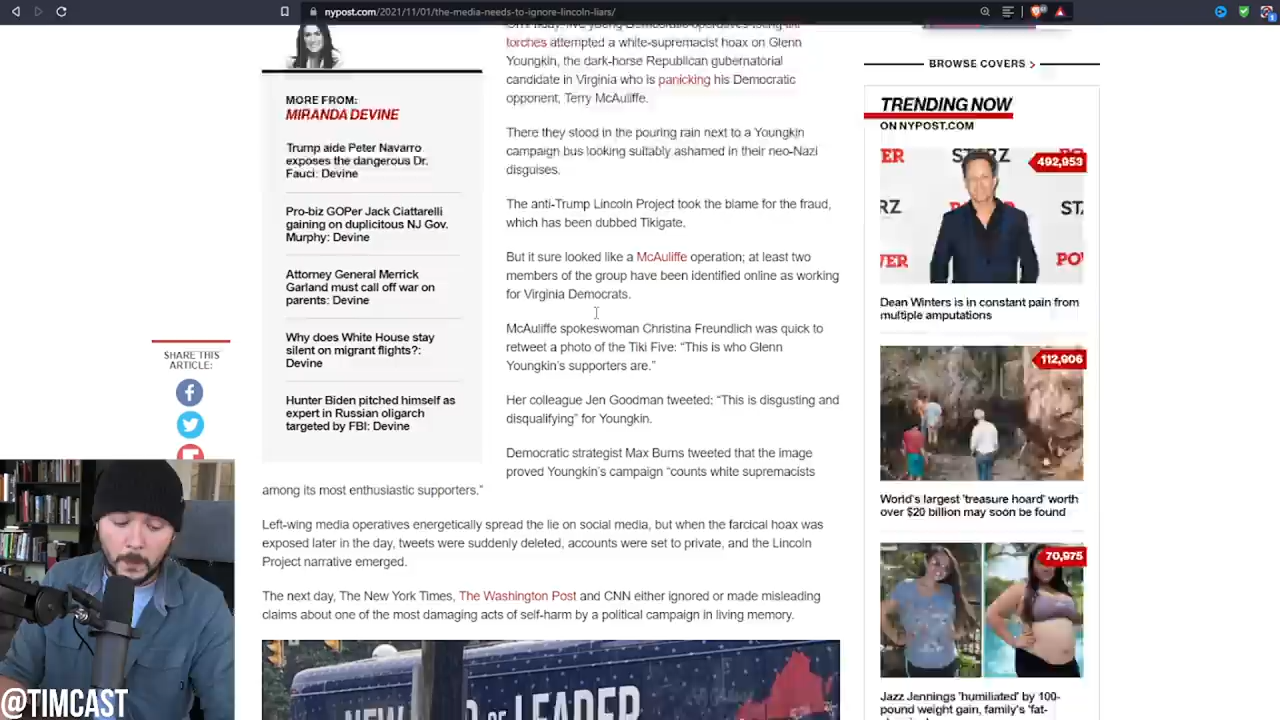 nypost.com/2021/11/01/the-media-needs-to-ignore-lincoln-liars/
torches attempted a white-supremacist hoax on Glenn
Youngkin, the dark-horse Republican gubernatorial
candidate in Virginia who is panicking his Democratic
opponent, Terry McAuliffe.
There they stood in the pouring rain next to a Youngkin
campaign bus looking suitably ashamed in their neo-Nazi
disguises.
The anti-Trump Lincoln Project took the blame for the fraud,
which has been dubbed Tikigate.
But it sure looked like a McAuliffe operation; at least two
members of the group have been identified online as working
for Virginia Democrats.
McAuliffe spokeswoman Christina Freundlich was quick to
retweet a photo of the Tiki Five: “This is who Glenn
Youngkin’s supporters are.”
Her colleague Jen Goodman tweeted: “This is disgusting and
disqualifying” for Youngkin.
Democratic strategist Max Burns tweeted that the image
proved Youngkin’s campaign “counts white supremacists
among its most enthusiastic supporters.”
Left-wing media operatives energetically spread the lie on social media, but when the farcical hoax was
exposed later in the day, tweets were suddenly deleted, accounts were set to private, and the Lincoln
Project narrative emerged.
The next day, The New York Times, The Washington Post and CNN either ignored or made misleading
claims about one of the most damaging acts of self-harm by a political campaign in living memory.
MORE FROM:
MIRANDA DEVINE
Trump aide Peter Navarro
exposes the dangerous Dr.
Fauci: Devine
Pro-biz GOPer Jack Ciattarelli
gaining on duplicitous NJ Gov.
Murphy: Devine
Attorney General Merrick
Garland must call off war on
parents: Devine
Why does White House stay
silent on migrant flights?:
Devine
Hunter Biden pitched himself as
expert in Russian oligarch
targeted by FBI: Devine
SHARE THIS
ARTICLE:
BROWSE COVERS
TRENDING NOW
ON NYPOST.COM
492,953
Dean Winters is in constant pain from
multiple amputations
112,906
World's largest 'treasure hoard' worth
over $20 billion may soon be found
70,975
Jazz Jennings 'humiliated' by 100-
pound weight gain, family's 'fat-
LEADER
@TIMCAST